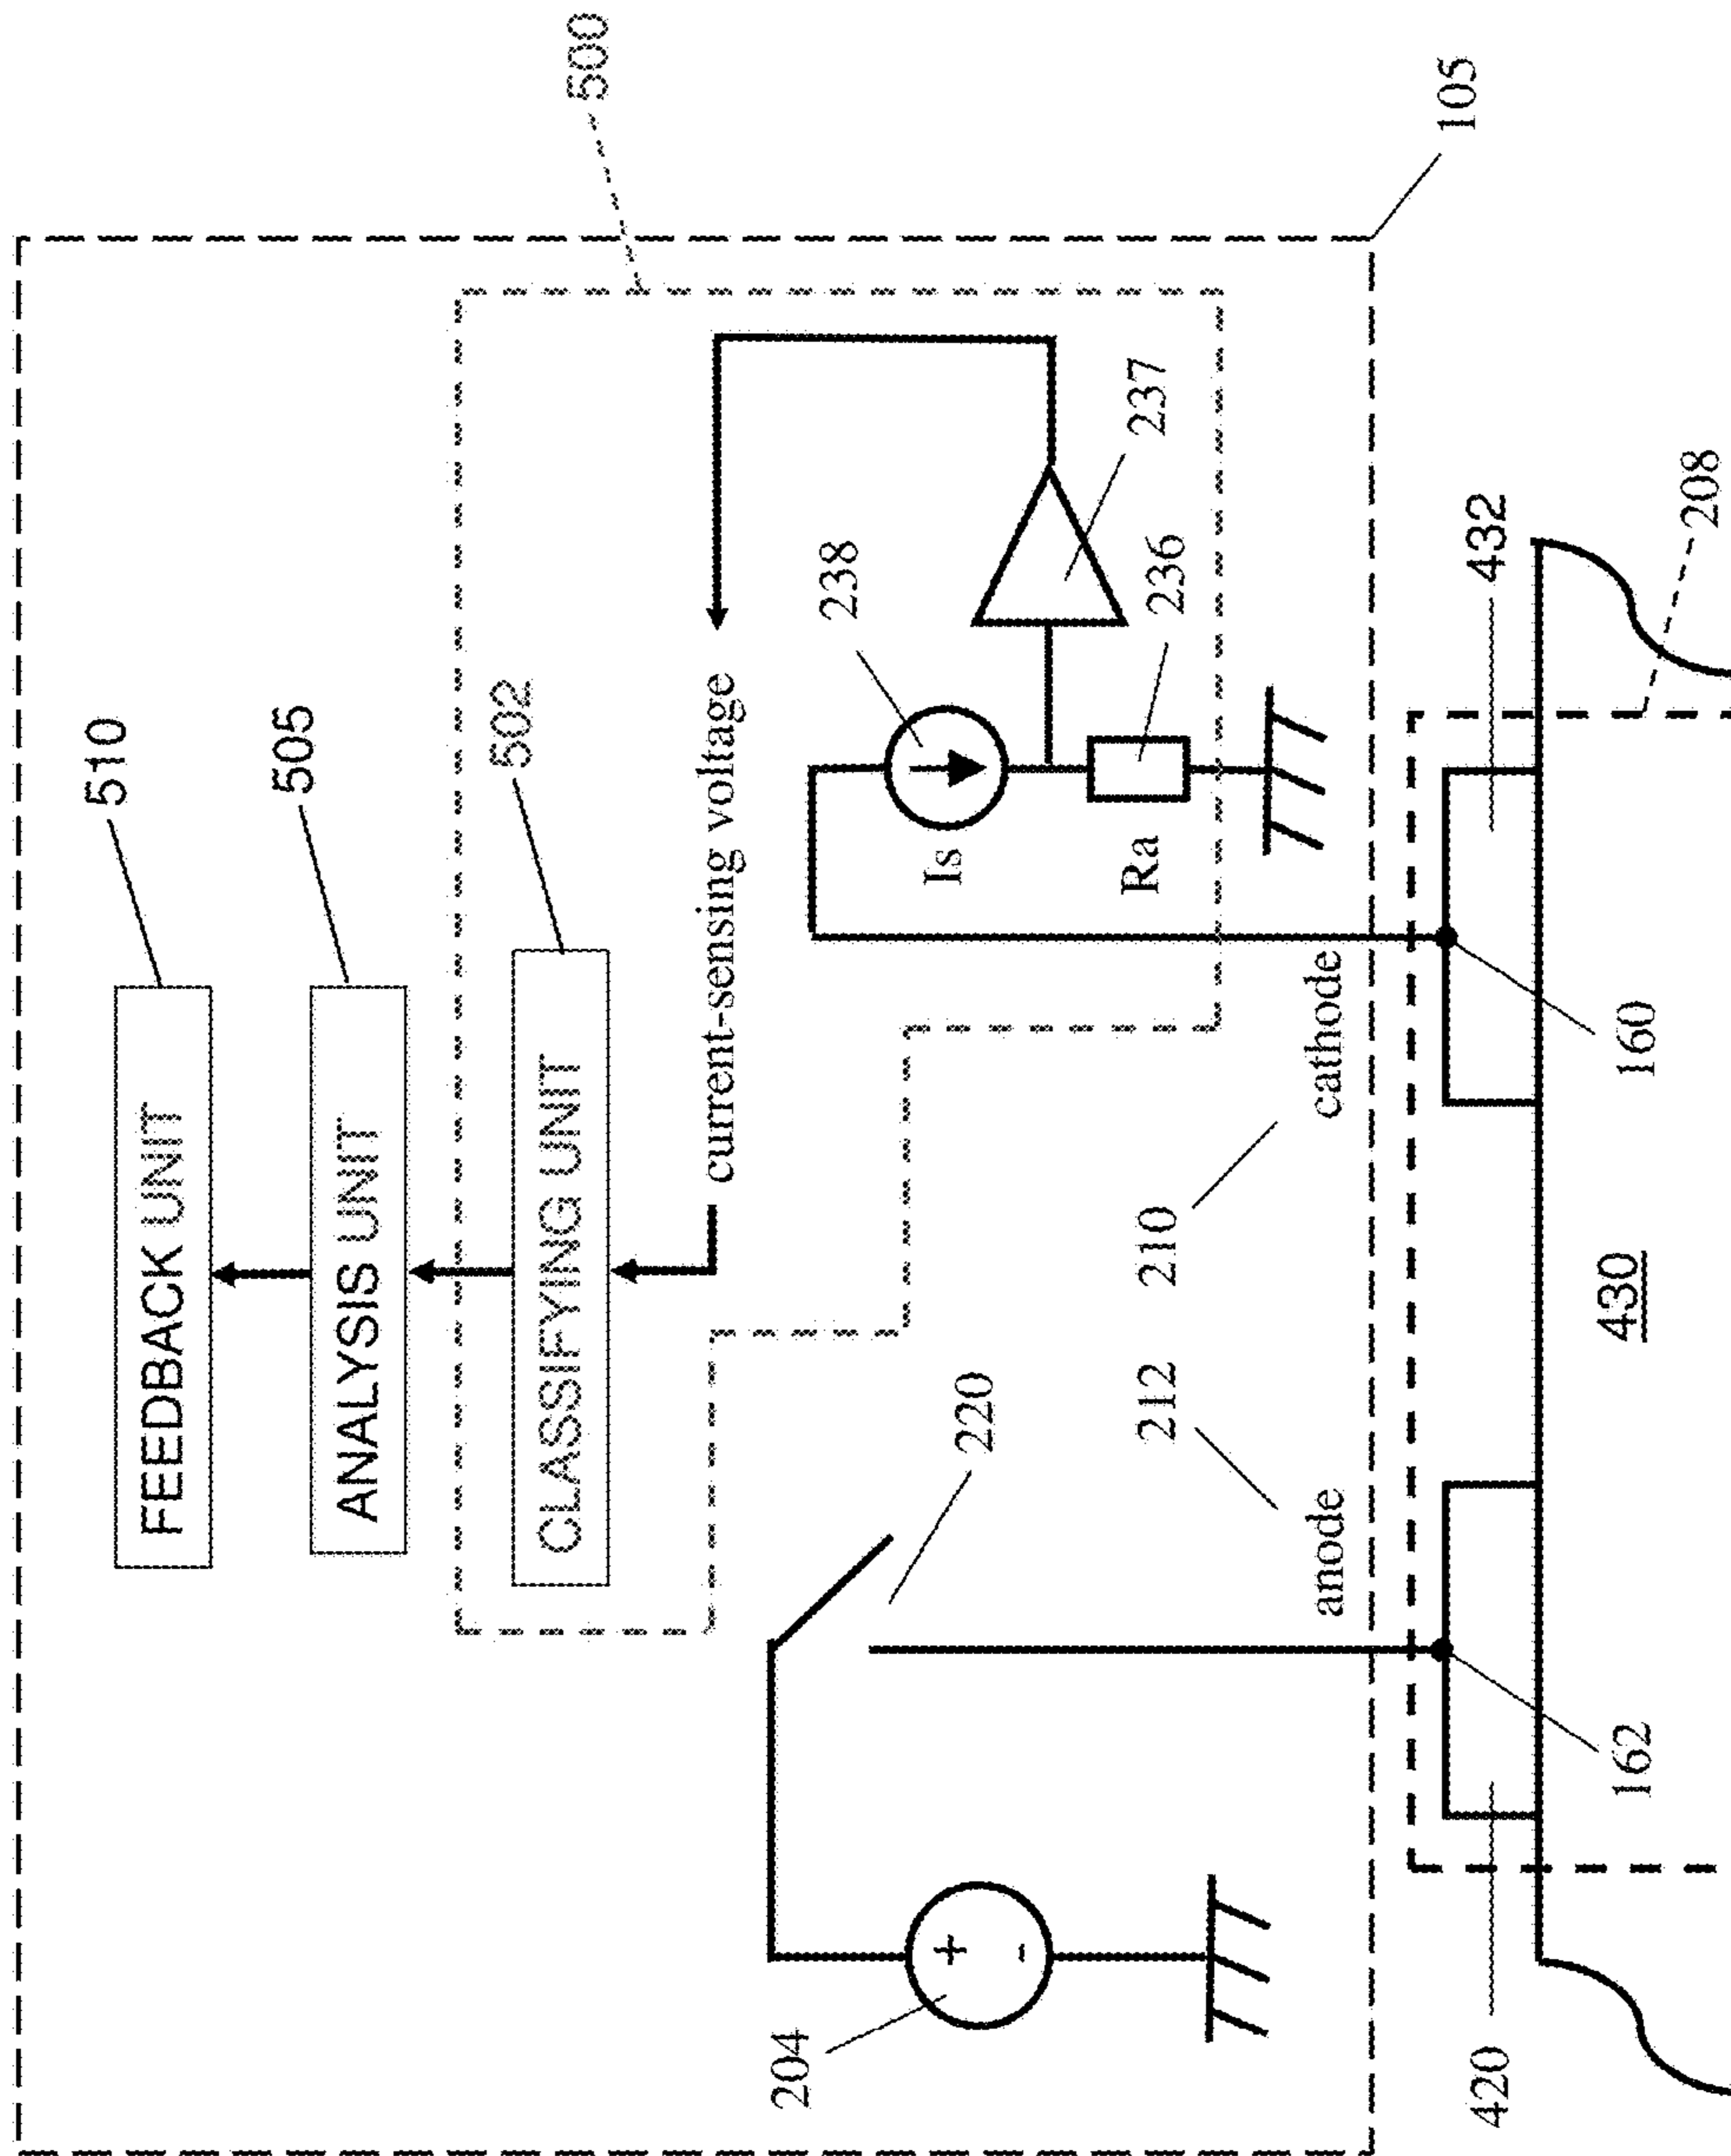 510
FEEDBACK UNIT
505
ANALYSIS UNIT
500
502
CLASSIFYING UNIT
current-sensing voltage
238
Is
237
236
Ra
204
+
-
220
212
210
anode
cathode
105
420
432
162
160
430
208